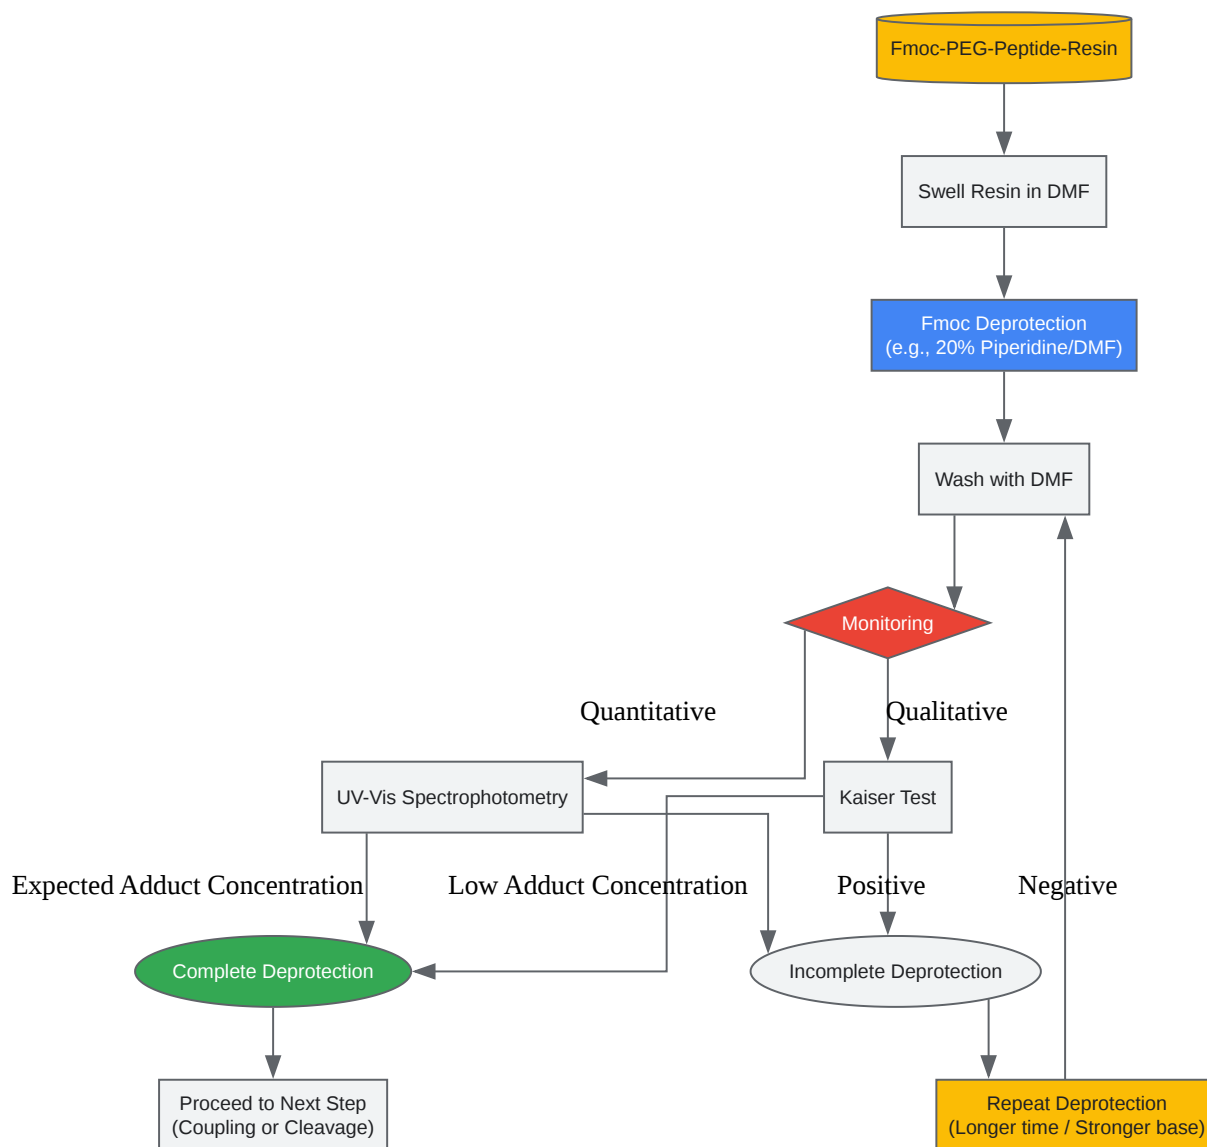 Fmoc-PEG-Peptide-Resin
Swell Resin in DMF
Fmoc Deprotection
(e.g., 20% Piperidine/DMF)
Wash with DMF
Monitoring
Quantitative
Qualitative
UV-Vis Spectrophotometry
Kaiser Test
Expected Adduct Concentration
Low Adduct Concentration
Positive
Negative
Complete Deprotection
Incomplete Deprotection
Proceed to Next Step
(Coupling or Cleavage)
Repeat Deprotection
(Longer time / Stronger base)